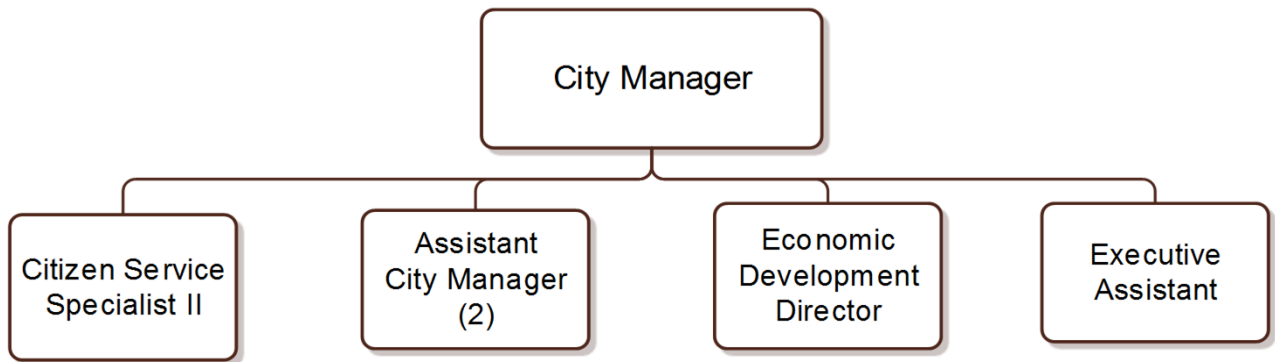 City Manager
Citizen Service
Specialist II
Assistant
City Manager
(2)
Economic
Development
Director
Executive
Assistant